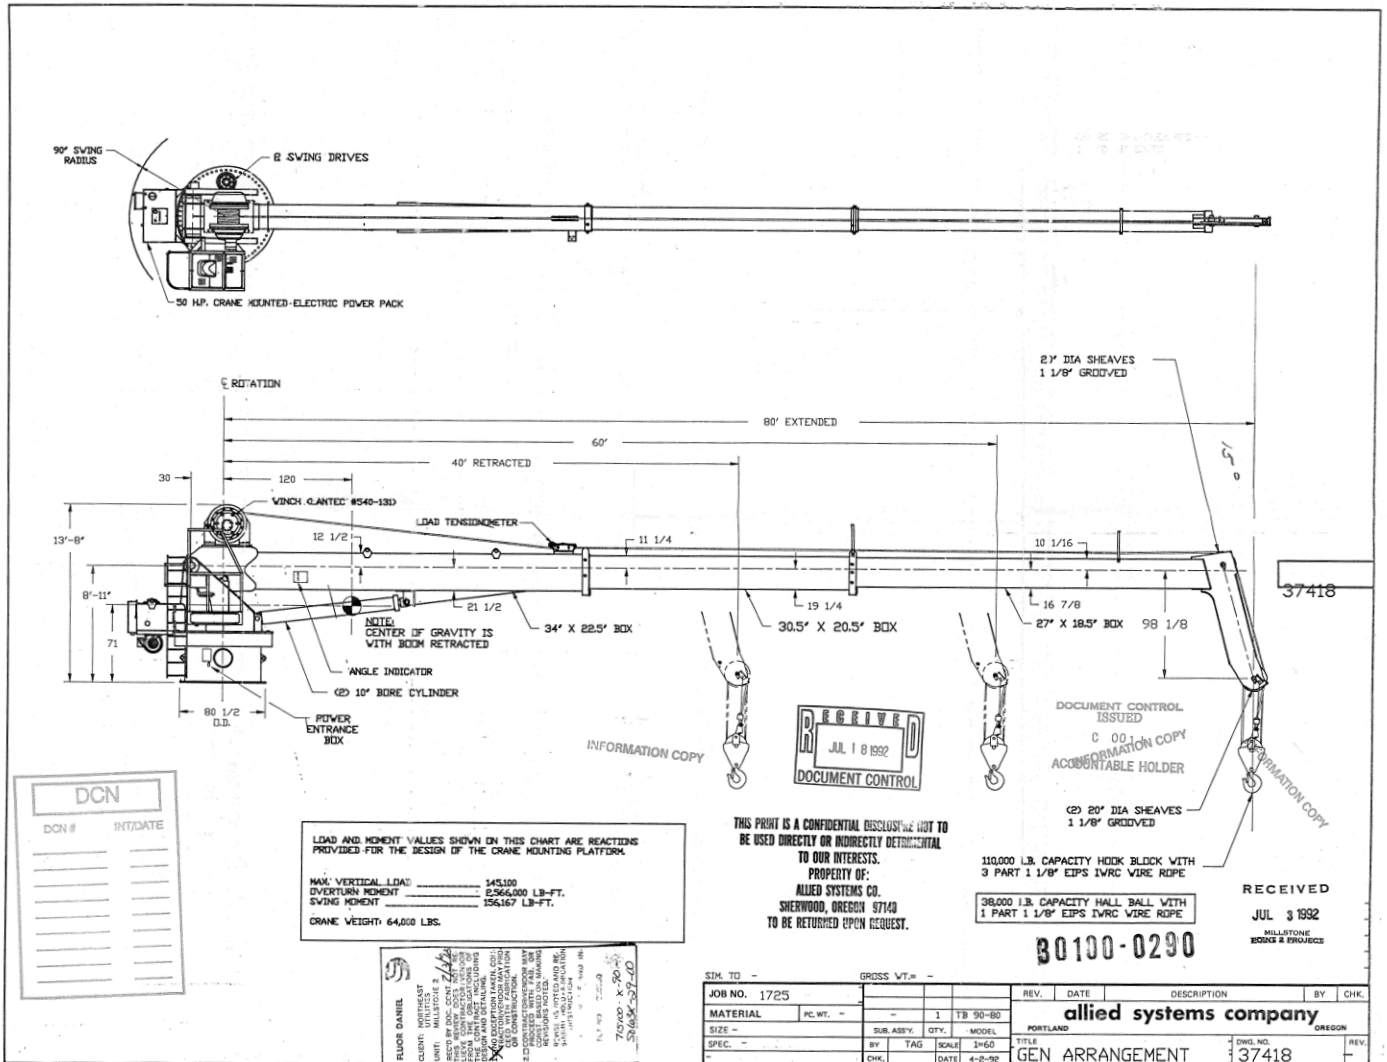 90" SWING
RADIUS
2 SWING DRIVES
50 H.P. CRANE MOUNTED ELECTRIC POWER PACK
℄ ROTATION
DIA SHEAVES
1 1/8" GROOVED
80' EXTENDED
60'
40' RETRACTED
30
120
WINCH (LANTEC #540-131)
LOAD TENSIONOMETER
12 1/2
11 1/4
10 1/16
13'-8"
8'-11"
71
21 1/2
19 1/4
16 7/8
98 1/8
34" X 22.5" BOX
30.5" X 20.5" BOX
27" X 18.5" BOX
37418
NOTE:
CENTER OF GRAVITY IS
WITH BOOM RETRACTED
ANGLE INDICATOR
(2) 10" BORE CYLINDER
80 1/2
O.D.
POWER
ENTRANCE
BOX
INFORMATION COPY
RECEIVED
JUL 18 1992
DOCUMENT CONTROL
DOCUMENT CONTROL
ISSUED
INFORMATION COPY
ACCOUNTABLE HOLDER
INFORMATION COPY
(2) 20" DIA SHEAVES
1 1/8" GROOVED
110,000 LB. CAPACITY HOOK BLOCK WITH
3 PART 1 1/8" EIPS IWRC WIRE ROPE
38,000 LB. CAPACITY HALL BALL WITH
1 PART 1 1/8" EIPS IWRC WIRE ROPE
RECEIVED
JUL 3 1992
MILLSTONE
POINT 2 PROJECT
30100-0290
DCN
DCN # INT/DATE
LOAD AND MOMENT VALUES SHOWN ON THIS CHART ARE REACTIONS
PROVIDED FOR THE DESIGN OF THE CRANE MOUNTING PLATFORM.
MAX. VERTICAL LOAD 145,100
OVERTURN MOMENT 2,566,000 LB-FT.
SWING MOMENT 156,167 LB-FT.
CRANE WEIGHT: 64,000 LBS.
THIS PRINT IS A CONFIDENTIAL DISCLOSURE NOT TO
BE USED DIRECTLY OR INDIRECTLY DETRIMENTAL
TO OUR INTERESTS.
PROPERTY OF:
ALLIED SYSTEMS CO.
SHERWOOD, OREGON 97140
TO BE RETURNED UPON REQUEST.
FLUOR DANIEL
CLIENT: NORTHEAST
UTILITIES
UNIT: MILLSTONE 2
SIM. TO - GROSS WT.= -
JOB NO. 1725
MATERIAL PC. WT. - - 1 TB 90-80
SIZE - SUB. ASS'Y. QTY. MODEL
SPEC. - BY TAG SCALE 1=60
- CHK. DATE 4-2-92
REV. DATE DESCRIPTION BY CHK.
allied systems company
PORTLAND OREGON
TITLE DWG. NO. REV.
GEN ARRANGEMENT 37418